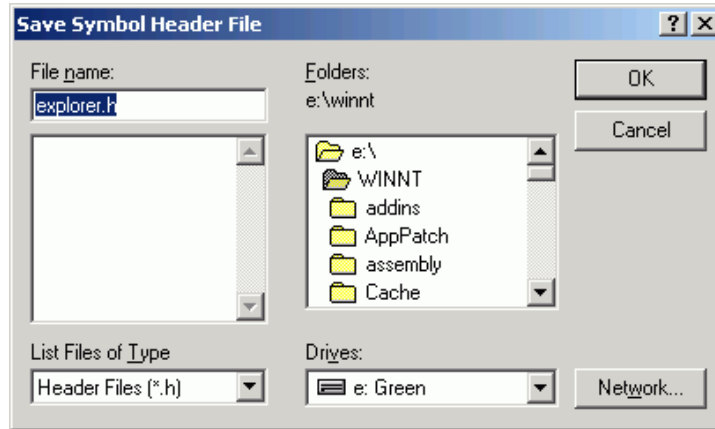 Save Symbol Header File
File name:
explorer.h
Folders:
e:\winnt
OK
Cancel
e:\
WINNT
addins
AppPatch
assembly
Cache
List Files of Type
Header Files (*.h)
Drives:
e: Green
Network...